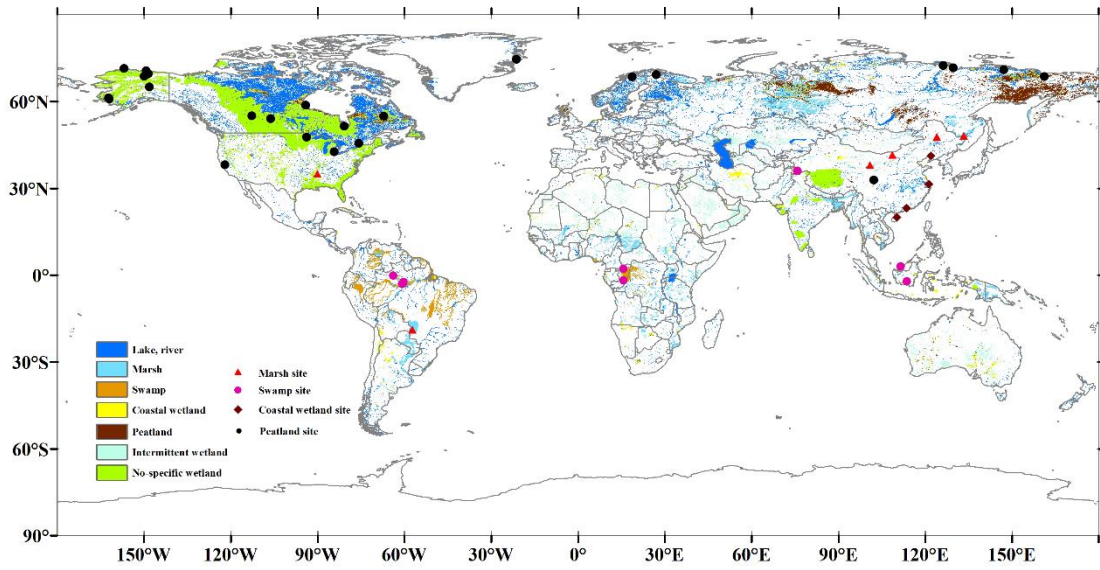 60°N
30°N
0°
30°S
60°S
90°
Lake, river
Marsh
Swamp
Coastal wetland
Peatland
Intermittent wetland
No-specific wetland
Marsh site
Swamp site
Coastal wetland site
Peatland site
150°W 120°W 90°W 60°W 30°W 0° 30°E 60°E 90°E 120°E 150°E